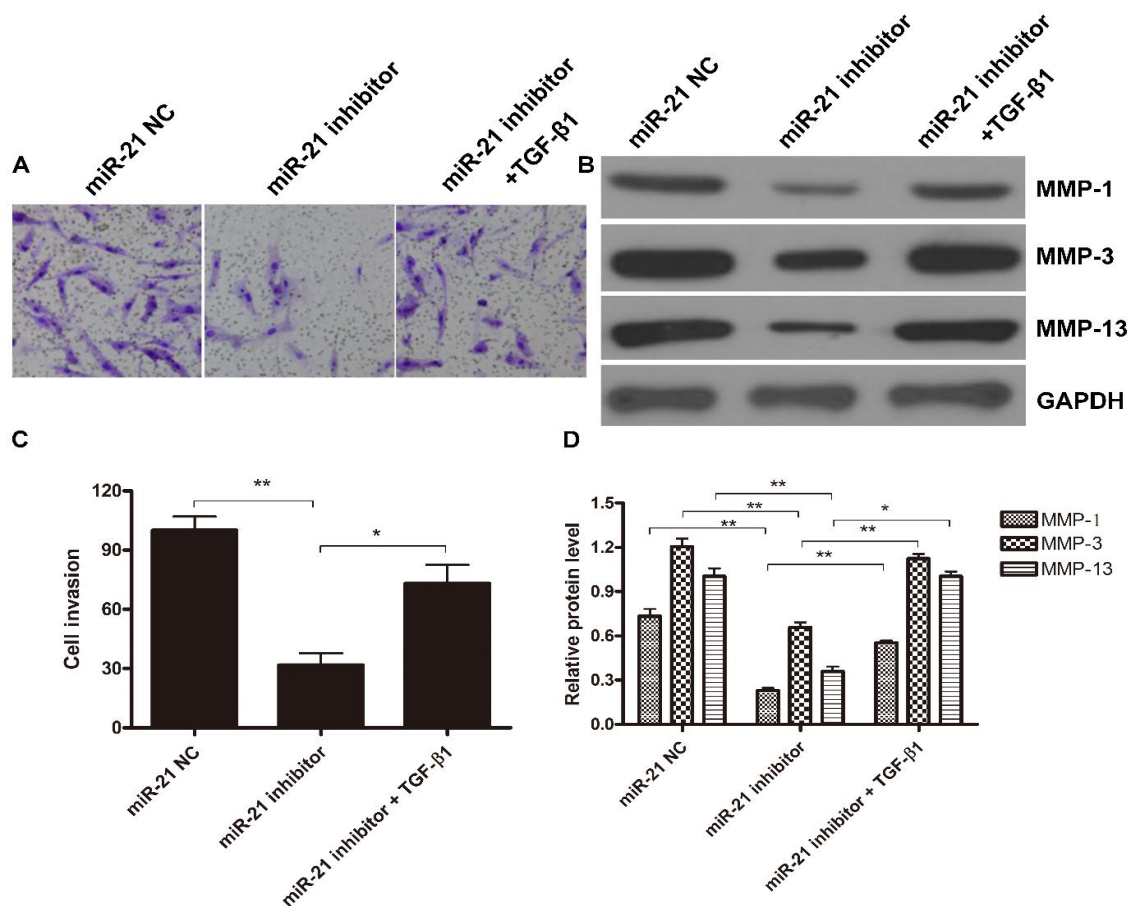 A
miR-21 NC
miR-21 inhibitor
miR-21 inhibitor
+TGF-β1
B
miR-21 NC
miR-21 inhibitor
miR-21 inhibitor
+TGF-β1
MMP-1
MMP-3
MMP-13
GAPDH
C
Cell invasion
120
90
60
30
0
**
*
miR-21 NC
miR-21 inhibitor
miR-21 inhibitor + TGF-β1
D
Relative protein level
1.5
1.2
0.9
0.6
0.3
0.0
**
**
*
**
**
**
MMP-1
MMP-3
MMP-13
miR-21 NC
miR-21 inhibitor
miR-21 inhibitor + TGF-β1